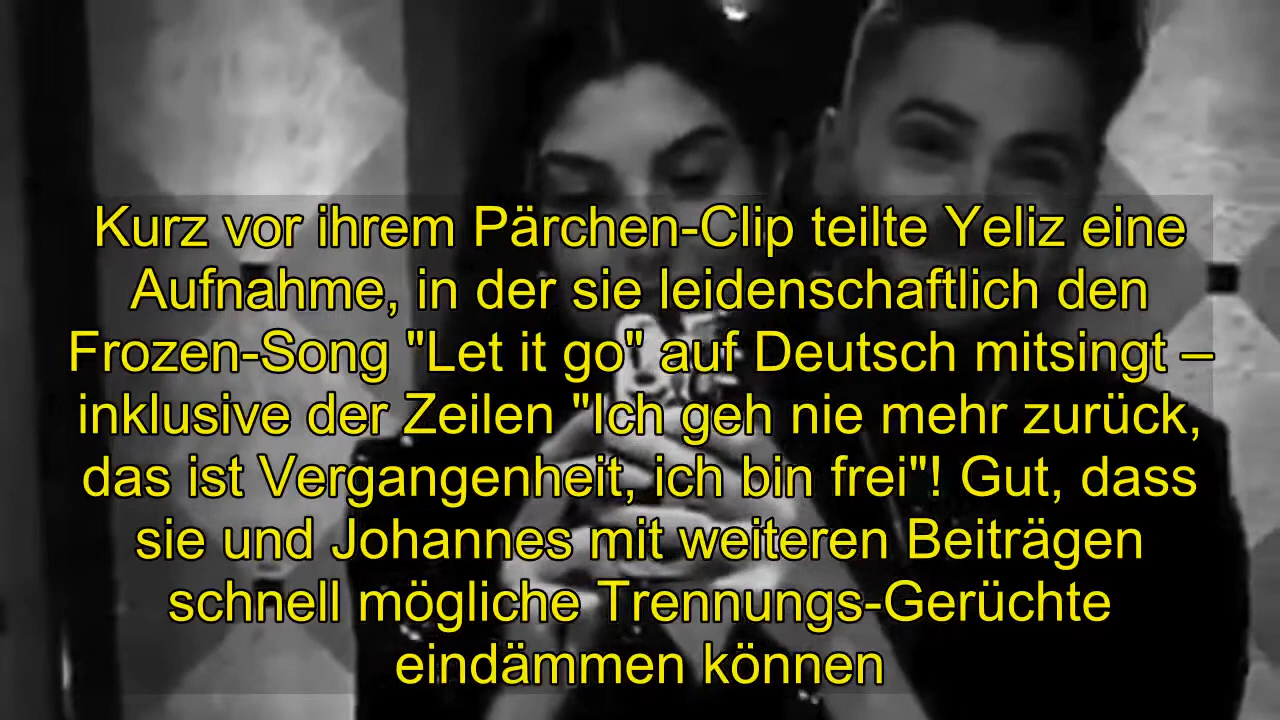 Kurz vor ihrem Pärchen-Clip teilte Yeliz eine
Aufnahme, in der sie leidenschaftlich den
Frozen-Song "Let it go" auf Deutsch mitsingt –
inklusive der Zeilen "Ich geh nie mehr zurück,
das ist Vergangenheit, ich bin frei"! Gut, dass
sie und Johannes mit weiteren Beiträgen
schnell mögliche Trennungs-Gerüchte
eindämmen können